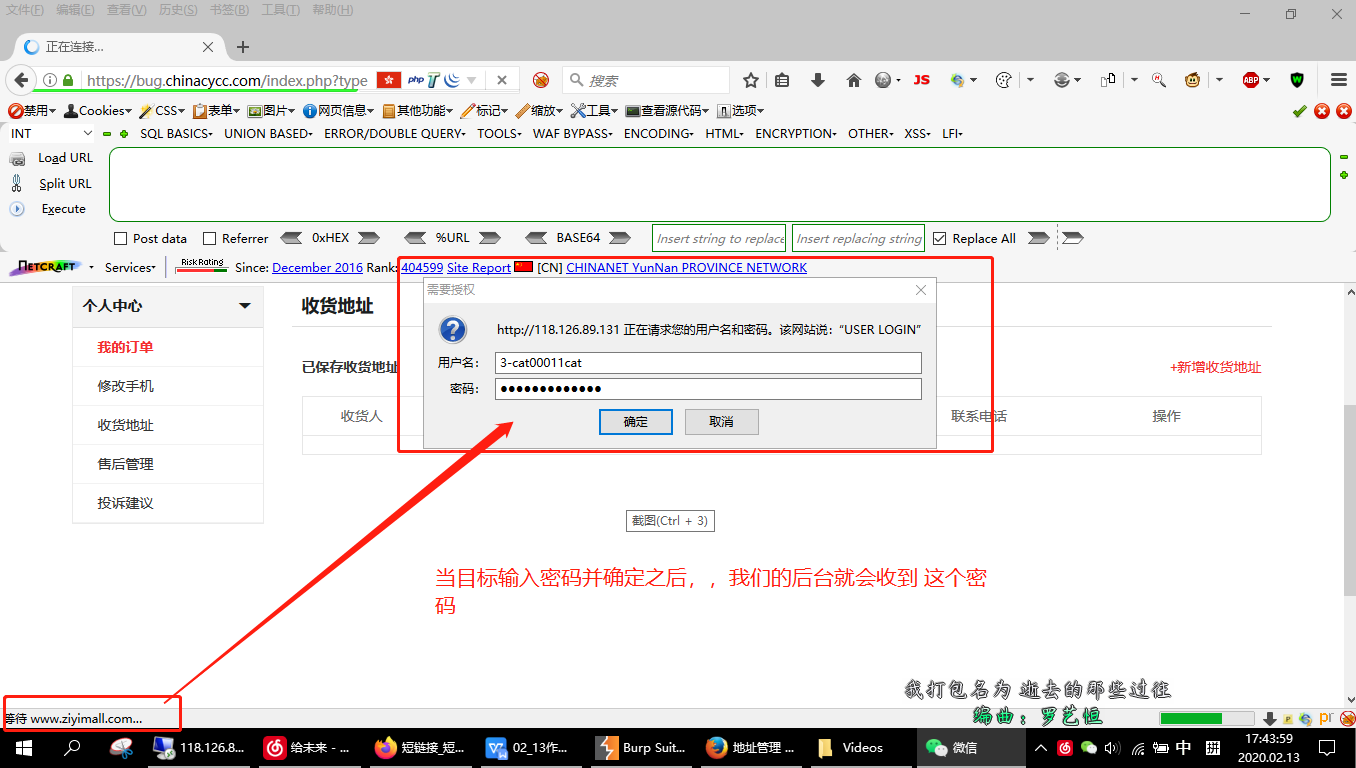 文件(F) 编辑(E) 查看(V) 历史(S) 书签(B) 工具(T) 帮助(H)
正在连接...
https://bug.chinacycc.com/index.php?type
php
搜索
JS
ABP
禁用 Cookies CSS 表单 图片 网页信息 其他功能 标记 缩放 工具 查看源代码 选项
INT SQL BASICS UNION BASED ERROR/DOUBLE QUERY TOOLS WAF BYPASS ENCODING HTML ENCRYPTION OTHER XSS LFI
Load URL
Split URL
Execute
Post data Referrer 0xHEX %URL BASE64 Insert string to replace Insert replacing string Replace All
NETCRAFT Services Risk Rating Since: December 2016 Rank: 404599 Site Report [CN] CHINANET YunNan PROVINCE NETWORK
个人中心
我的订单
修改手机
收货地址
售后管理
投诉建议
收货地址
已保存收货地址
+新增收货地址
收货人 联系电话 操作
需要授权
http://118.126.89.131 正在请求您的用户名和密码。该网站说：“USER LOGIN”
用户名: 3-cat00011cat
密码: ●●●●●●●●●●●●●
确定 取消
截图(Ctrl + 3)
当目标输入密码并确定之后，，我们的后台就会收到 这个密
码
我打包名为 逝去的那些过往
编曲：罗艺恒
等待 www.ziyimall.com...
118.126.8... 给未来 - ... 短链接_短... 02_13作... Burp Suit... 地址管理 ... Videos 微信
中 拼
17:43:59
2020.02.13